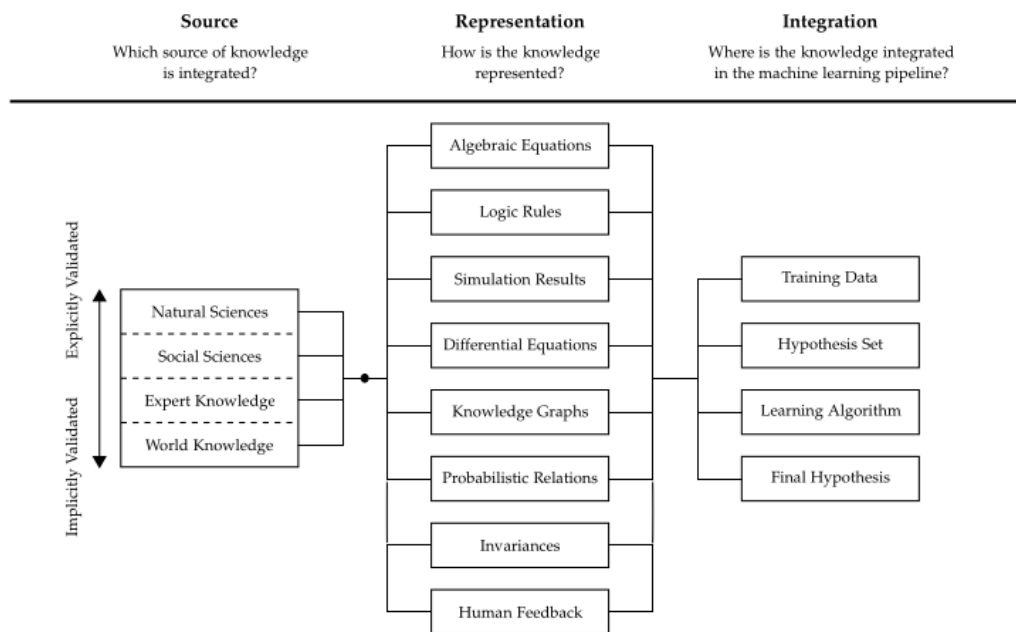 Source
Which source of knowledge
is integrated?
Representation
How is the knowledge
represented?
Integration
Where is the knowledge integrated
in the machine learning pipeline?
Explicitly Validated
Implicitly Validated
Natural Sciences
Social Sciences
Expert Knowledge
World Knowledge
Algebraic Equations
Logic Rules
Simulation Results
Differential Equations
Knowledge Graphs
Probabilistic Relations
Invariances
Human Feedback
Training Data
Hypothesis Set
Learning Algorithm
Final Hypothesis